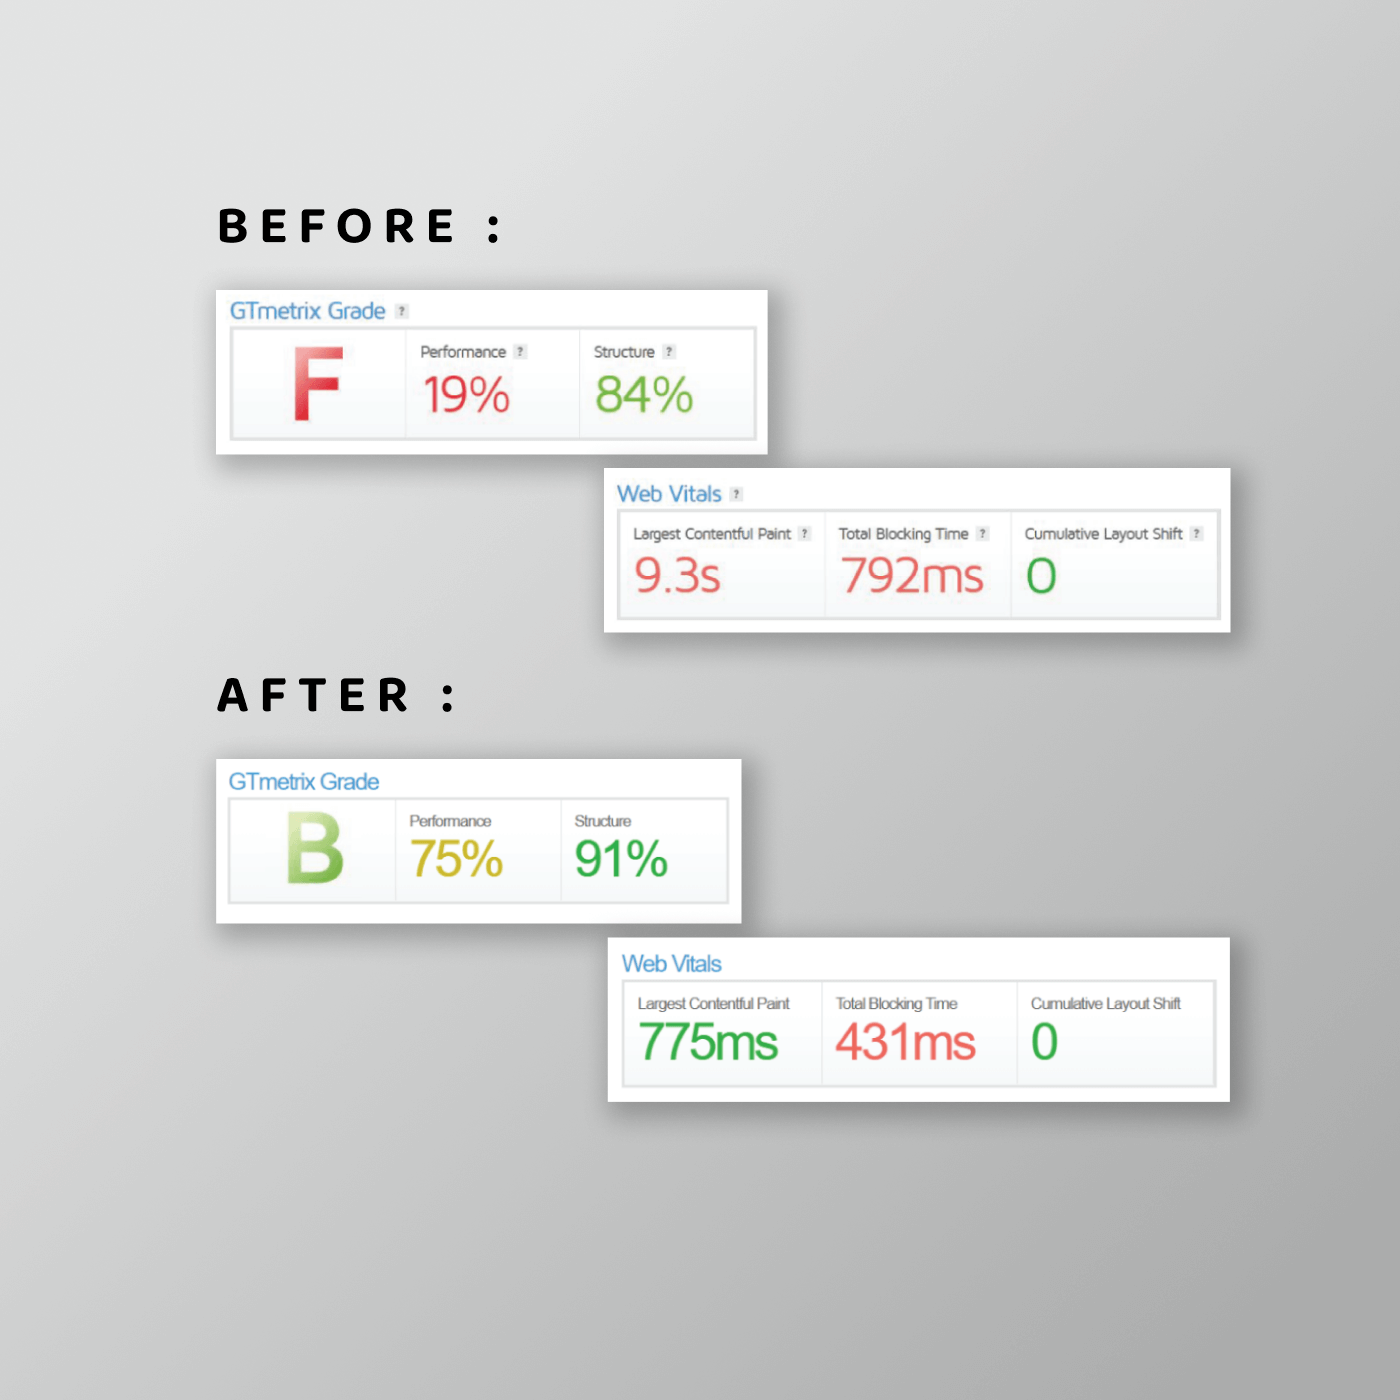 BEFORE :
GTmetrix Grade ?
F
Performance ?
19%
Structure ?
84%
Web Vitals ?
Largest Contentful Paint ?
9.3s
Total Blocking Time ?
792ms
Cumulative Layout Shift ?
0
AFTER :
GTmetrix Grade
B
Performance
75%
Structure
91%
Web Vitals
Largest Contentful Paint
775ms
Total Blocking Time
431ms
Cumulative Layout Shift
0